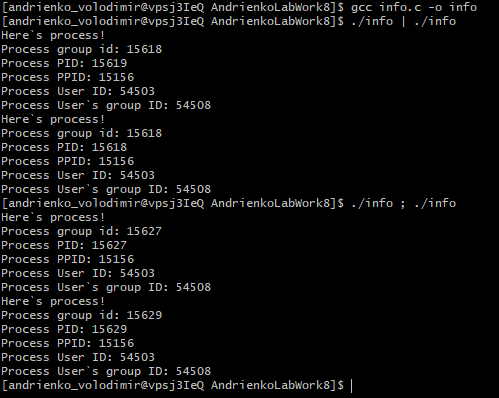 [andrienko_volodimir@vpsj3IeQ AndrienkoLabWork8]$ gcc info.c -o info
[andrienko_volodimir@vpsj3IeQ AndrienkoLabWork8]$ ./info | ./info
Here`s process!
Process group id: 15618
Process PID: 15619
Process PPID: 15156
Process User ID: 54503
Process User`s group ID: 54508
Here`s process!
Process group id: 15618
Process PID: 15618
Process PPID: 15156
Process User ID: 54503
Process User`s group ID: 54508
[andrienko_volodimir@vpsj3IeQ AndrienkoLabWork8]$ ./info ; ./info
Here`s process!
Process group id: 15627
Process PID: 15627
Process PPID: 15156
Process User ID: 54503
Process User`s group ID: 54508
Here`s process!
Process group id: 15629
Process PID: 15629
Process PPID: 15156
Process User ID: 54503
Process User`s group ID: 54508
[andrienko_volodimir@vpsj3IeQ AndrienkoLabWork8]$